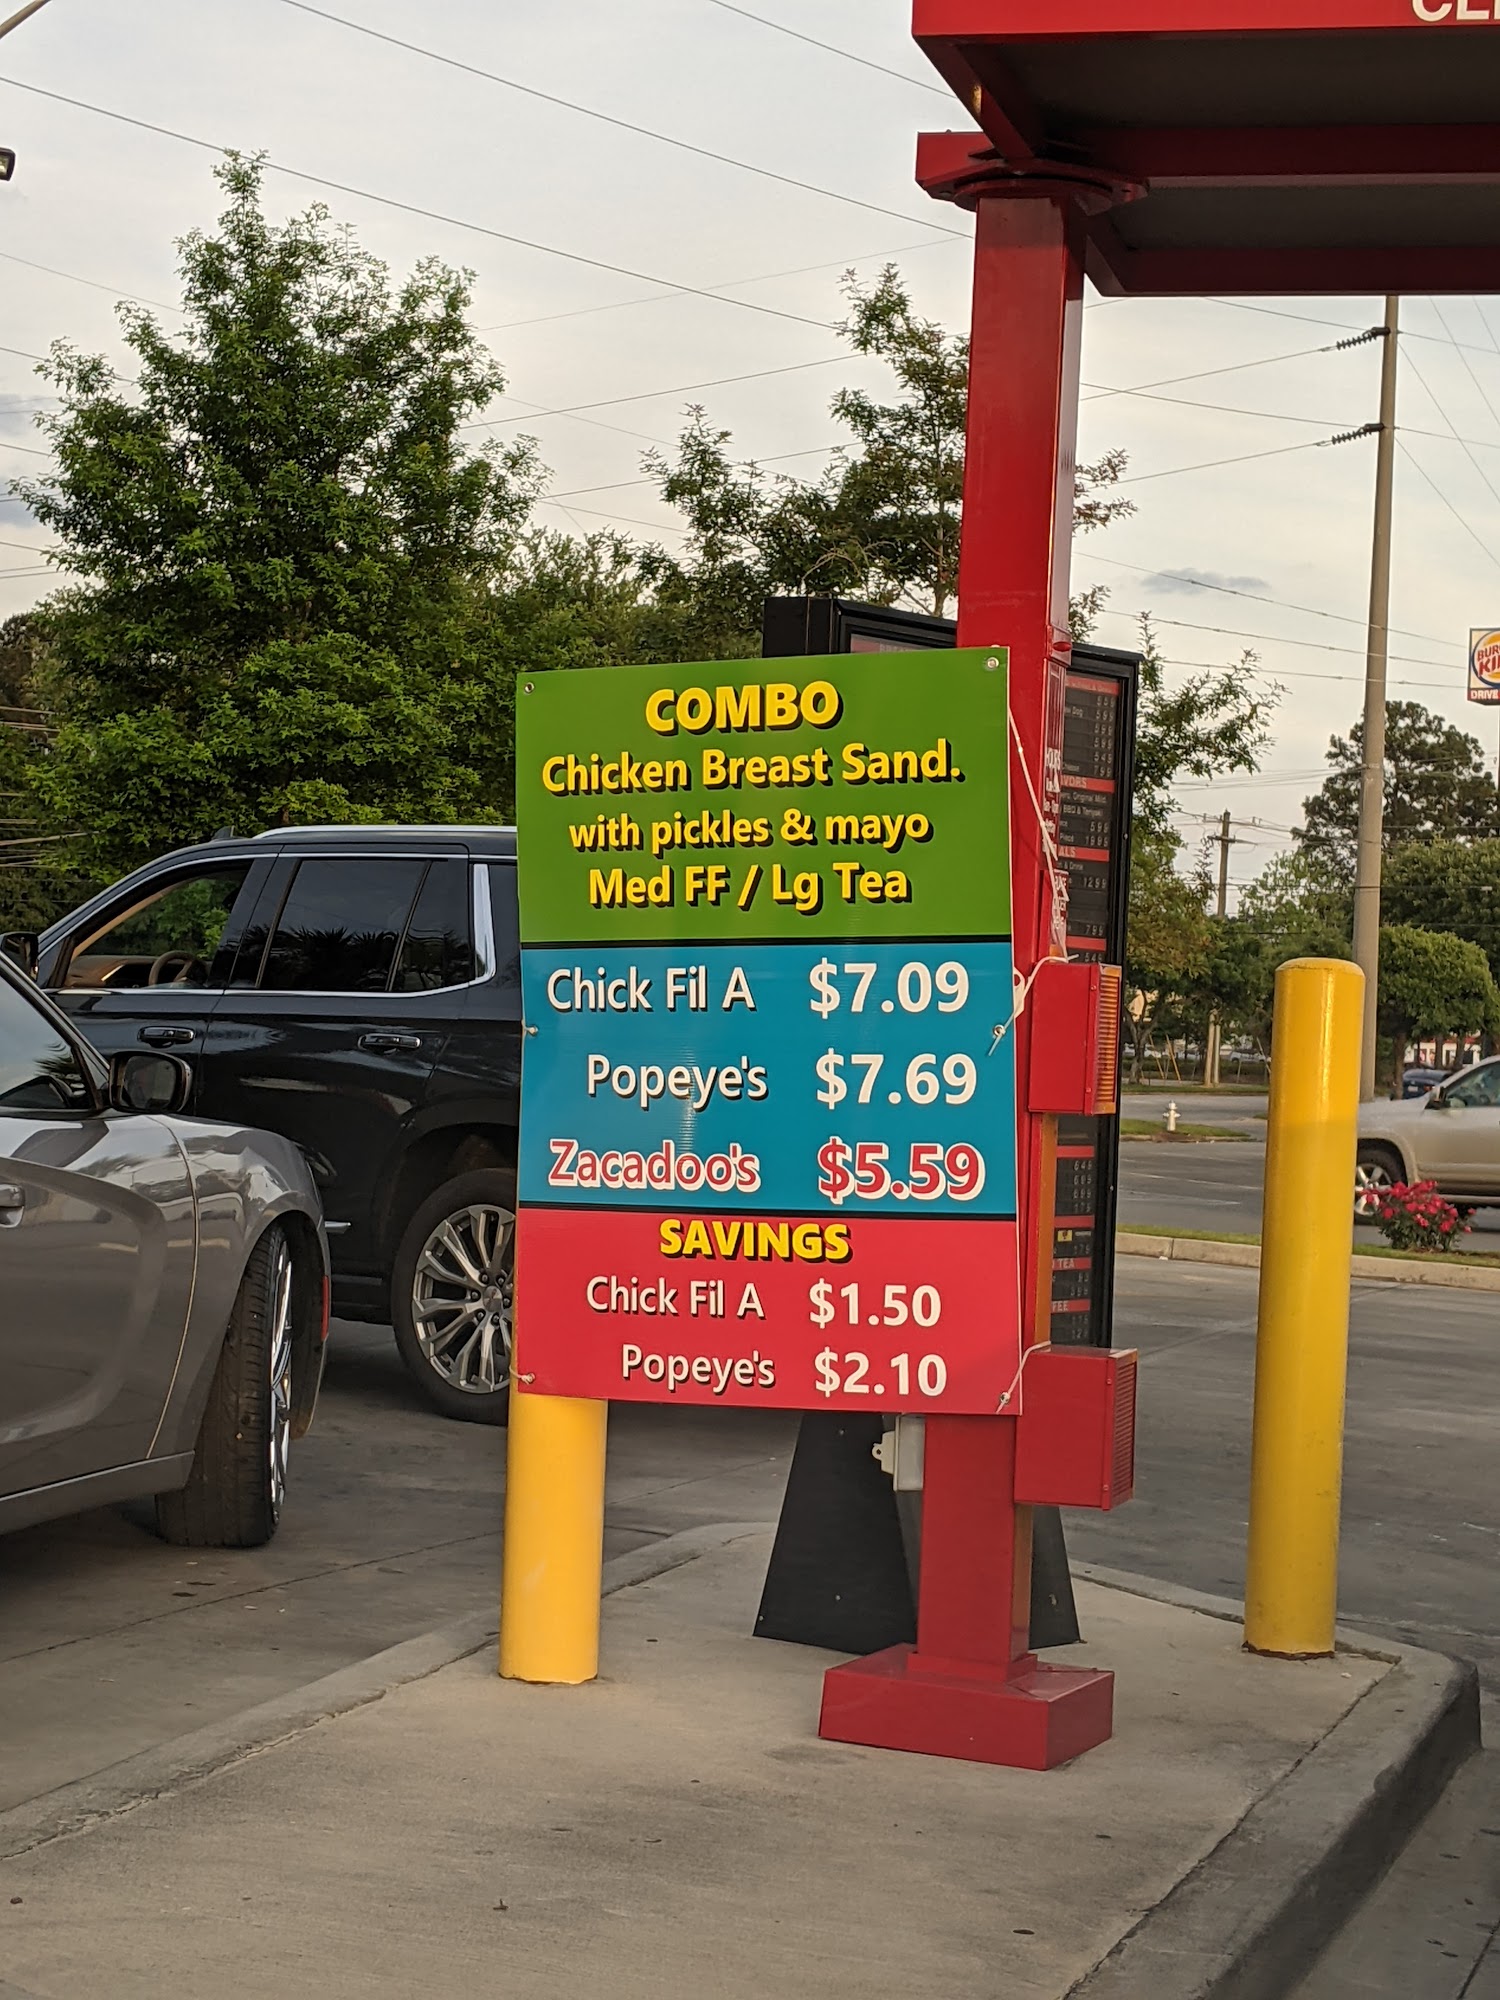 COMBO
Chicken Breast Sand.
with pickles & mayo
Med FF / Lg Tea
Chick Fil A $7.09
Popeye's $7.69
Zacadoo's $5.59
SAVINGS
Chick Fil A $1.50
Popeye's $2.10